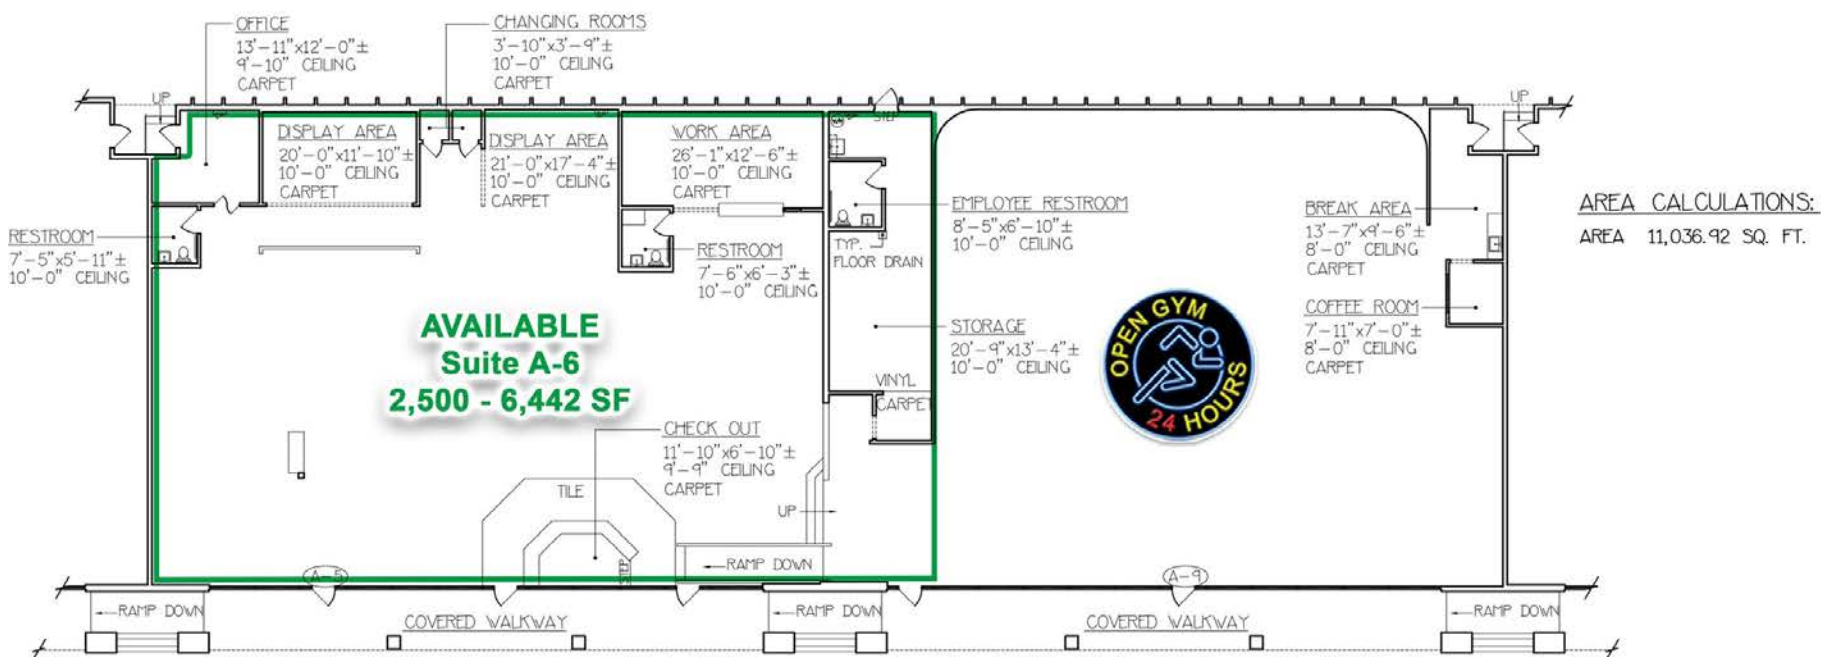 OFFICE
13'-11"x12'-0"±
9'-10" CEILING
CARPET
CHANGING ROOMS
3'-10"x3'-9"±
10'-0" CEILING
CARPET
UP
UP
DISPLAY AREA
20'-0"x11'-10"±
10'-0" CEILING
CARPET
DISPLAY AREA
21'-0"x17'-4"±
10'-0" CEILING
CARPET
WORK AREA
26'-1"x12'-6"±
10'-0" CEILING
CARPET
STEP
EMPLOYEE RESTROOM
8'-5"x6'-10"±
10'-0" CEILING
BREAK AREA
13'-7"x9'-6"±
8'-0" CEILING
CARPET
AREA CALCULATIONS:
AREA 11,036.92 SQ. FT.
RESTROOM
7'-5"x5'-11"±
10'-0" CEILING
RESTROOM
7'-6"x6'-3"±
10'-0" CEILING
TYP.
FLOOR DRAIN
AVAILABLE
Suite A-6
2,500 - 6,442 SF
STORAGE
20'-9"x13'-4"±
10'-0" CEILING
OPEN GYM
24 HOURS
COFFEE ROOM
7'-11"x7'-0"±
8'-0" CEILING
CARPET
VINYL
CARPET
CHECK OUT
11'-10"x6'-10"±
9'-9" CEILING
CARPET
TILE
UP
STEP
RAMP DOWN
A-5
A-9
RAMP DOWN
COVERED WALKWAY
RAMP DOWN
COVERED WALKWAY
RAMP DOWN